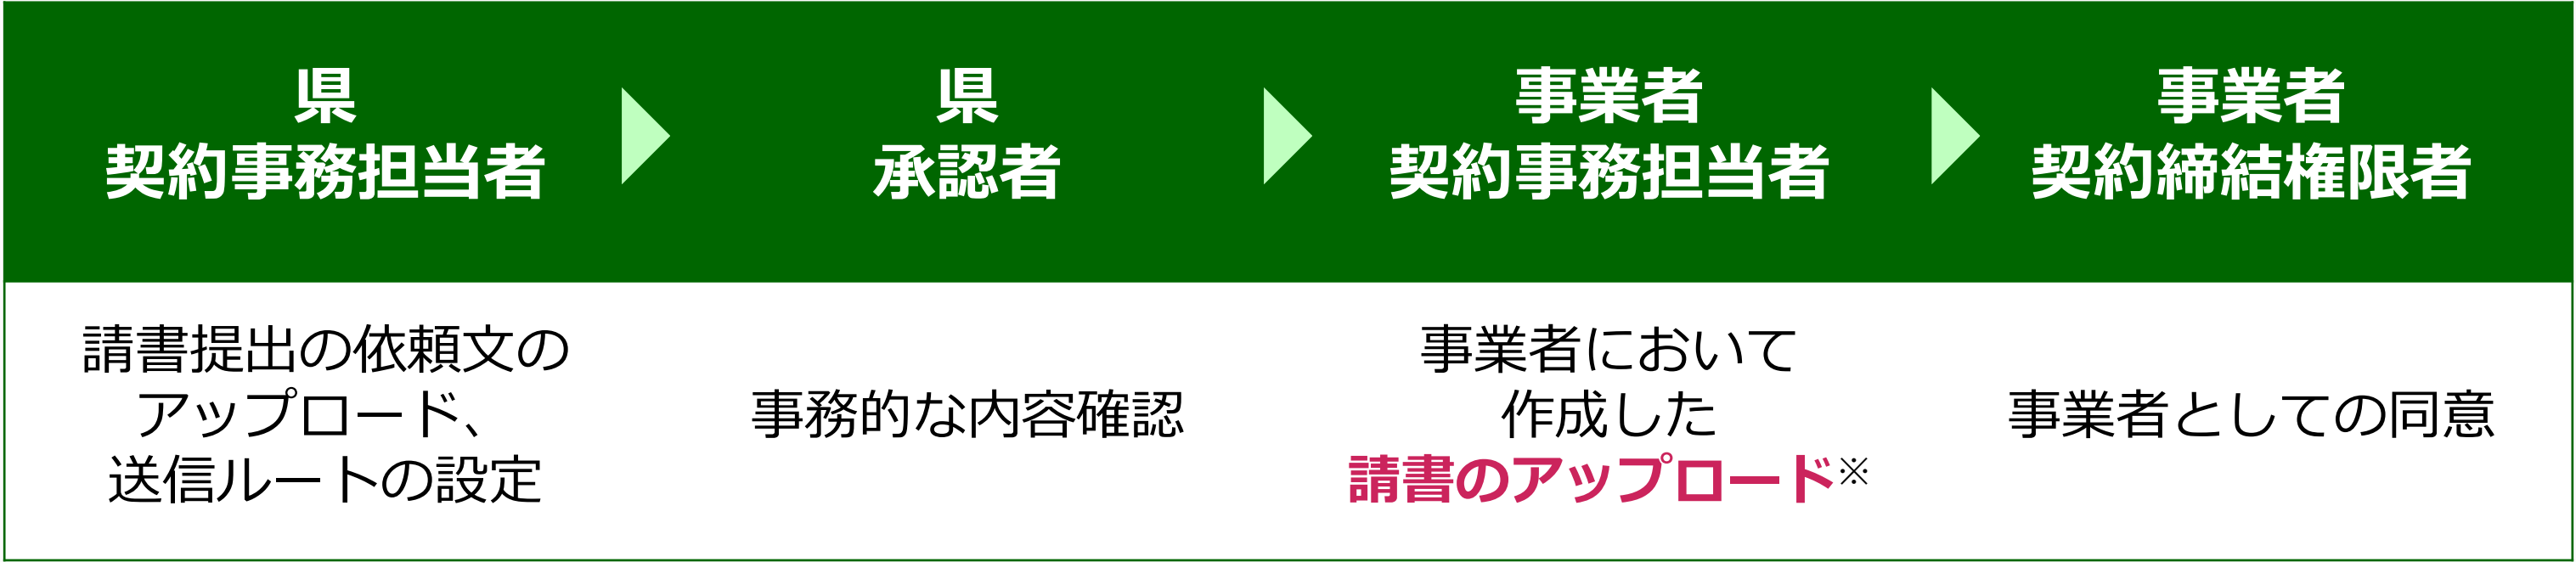 県
契約事務担当者
県
承認者
事業者
契約事務担当者
事業者
契約締結権限者
請書提出の依頼文の
アップロード、
送信ルートの設定
事務的な内容確認
事業者において
作成した
請書のアップロード※
事業者としての同意